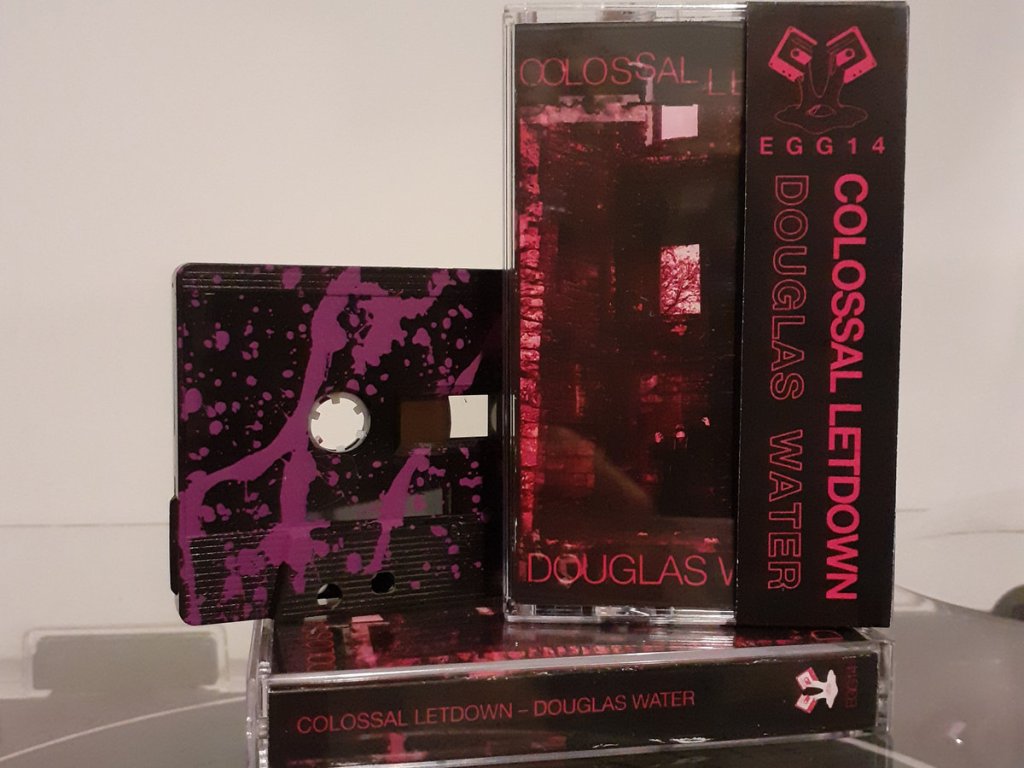 COLOSSAL
DOUGLAS
EGG14
COLOSSAL LETDOWN
DOUGLAS WATER
COLOSSAL LETDOWN – DOUGLAS WATER